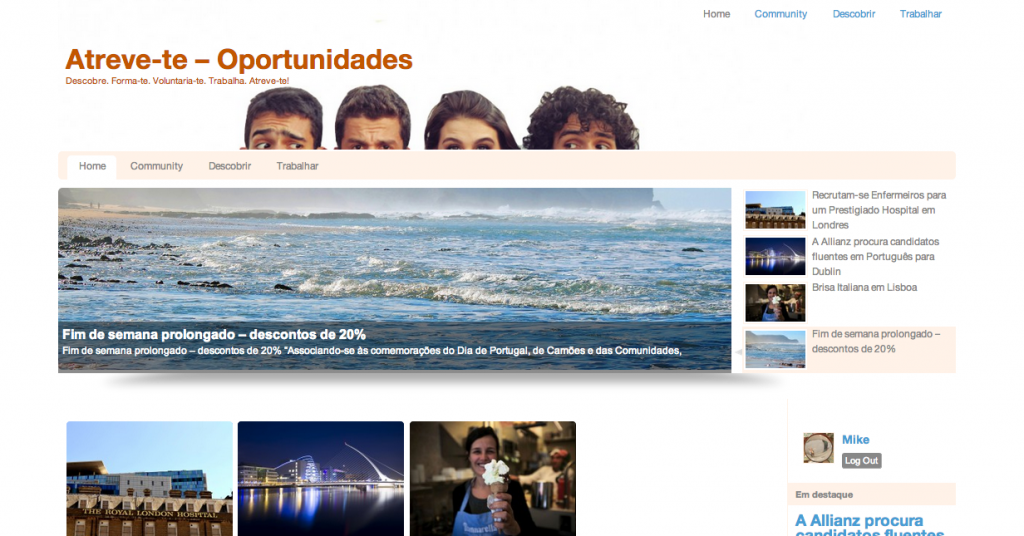 Home Community Descobrir Trabalhar
Atreve-te – Oportunidades
Descobre. Forma-te. Voluntaria-te. Trabalha. Atreve-te!
Home Community Descobrir Trabalhar
Fim de semana prolongado – descontos de 20%
Fim de semana prolongado – descontos de 20% "Associando-se às comemorações do Dia de Portugal, de Camões e das Comunidades,
Recrutam-se Enfermeiros para
um Prestigiado Hospital em
Londres
A Allianz procura candidatos
fluentes em Português para
Dublin
Brisa Italiana em Lisboa
Fim de semana prolongado –
descontos de 20%
THE ROYAL LONDON HOSPITAL
Mike
Log Out
Em destaque
A Allianz procura
candidatos fluentes